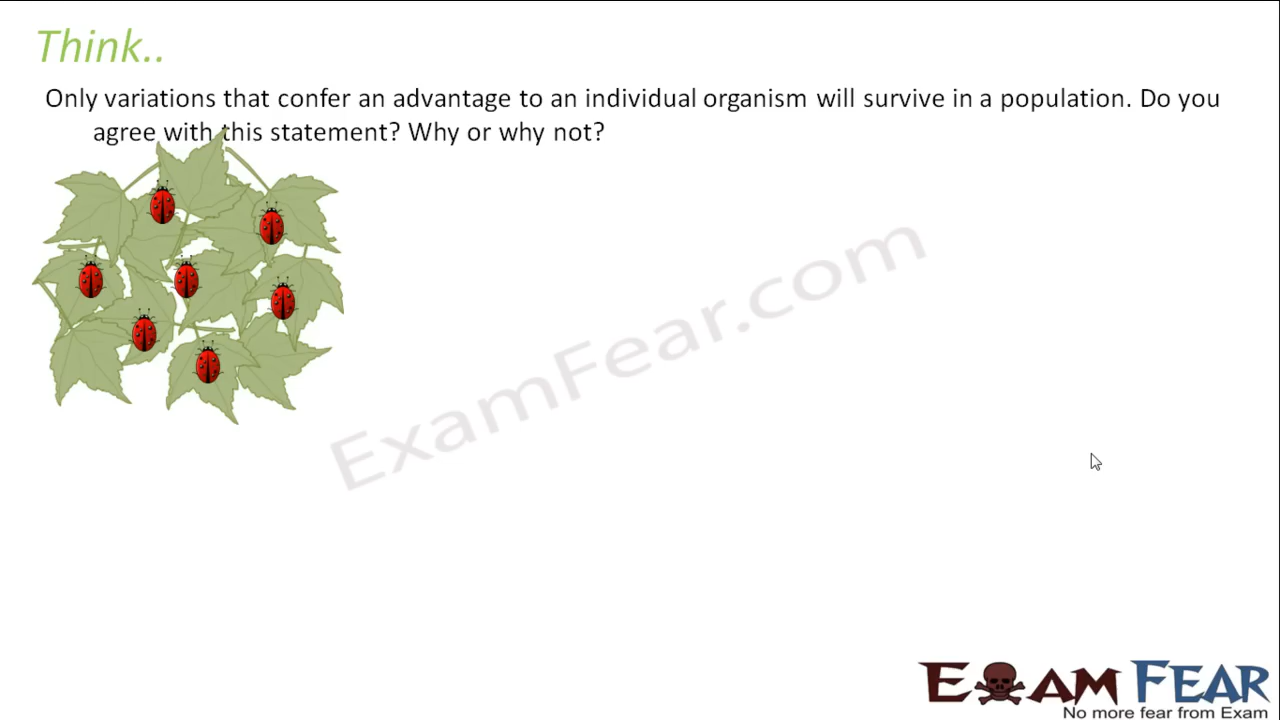 Think..
Only variations that confer an advantage to an individual organism will survive in a population. Do you
agree with this statement? Why or why not?
ExamFear.com
EXAM FEAR
No more fear from Exam